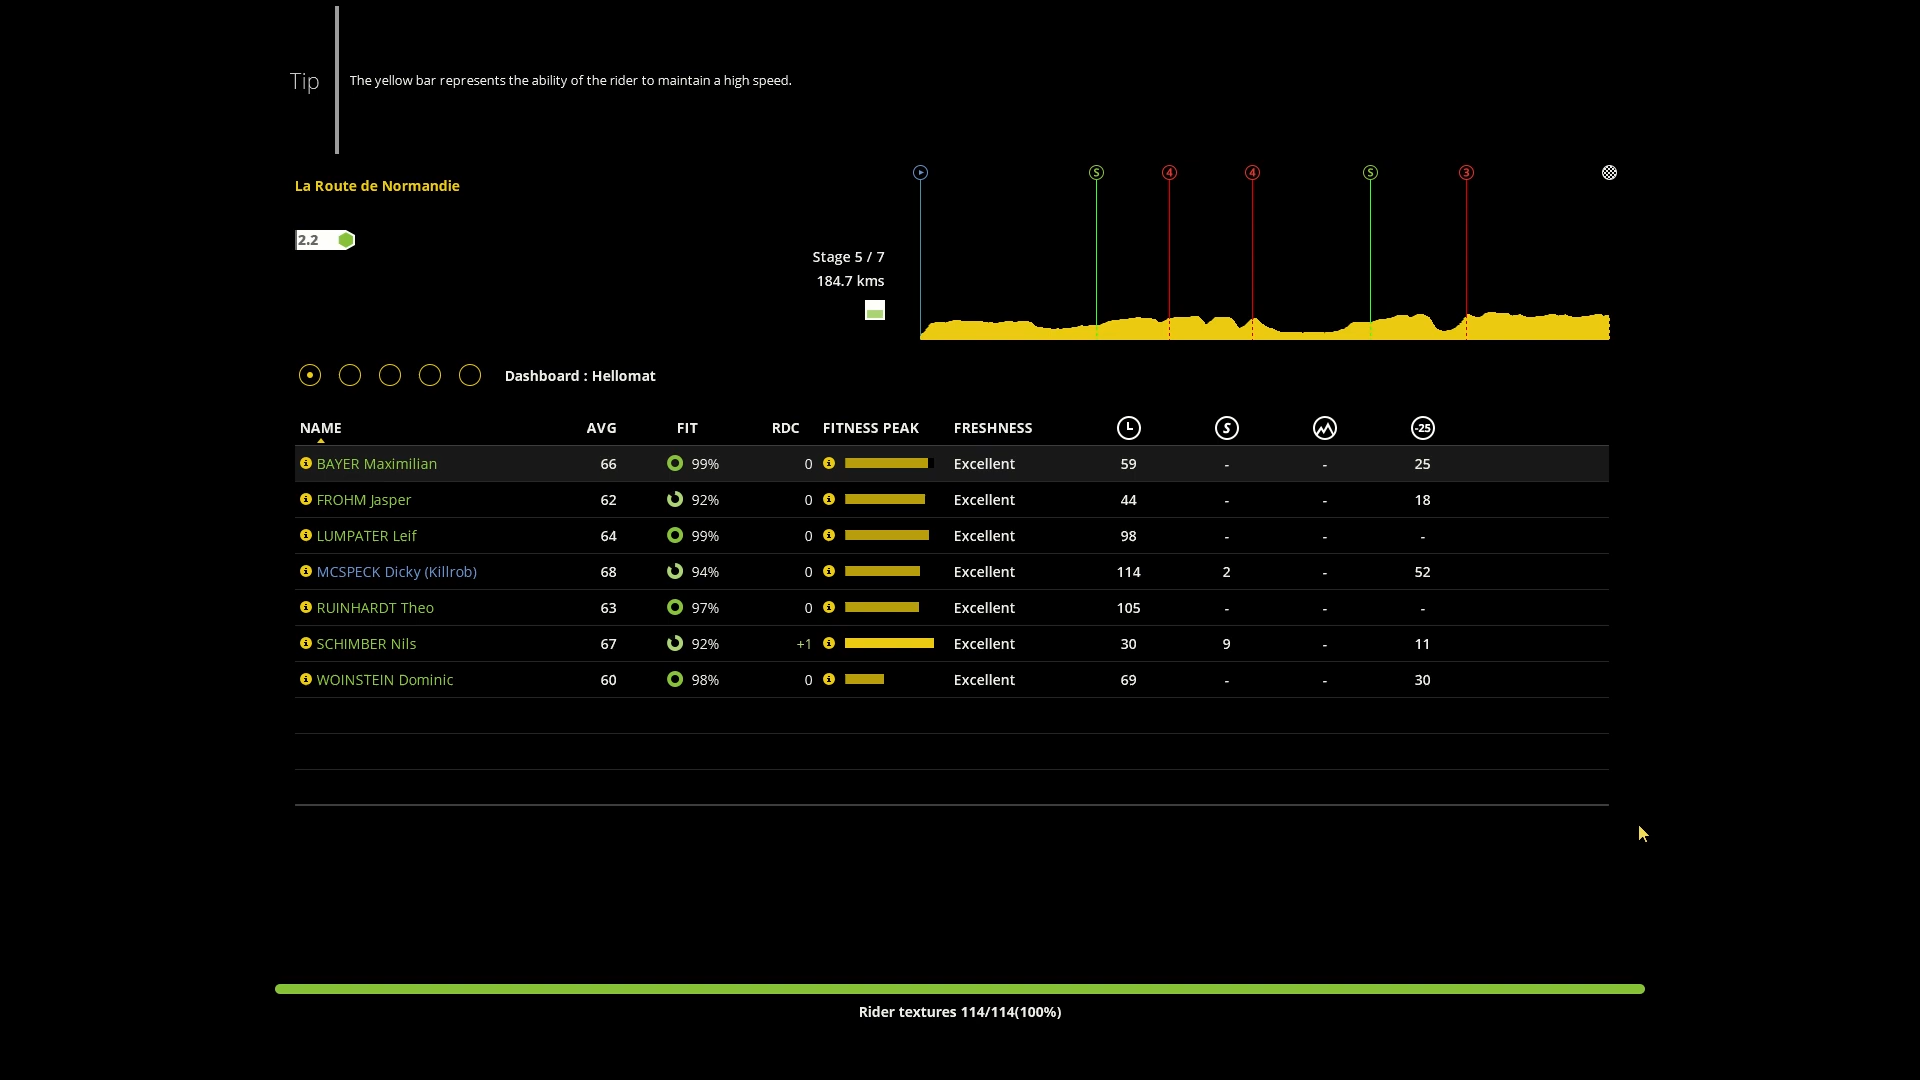 Tip
The yellow bar represents the ability of the rider to maintain a high speed.
La Route de Normandie
2.2
Stage 5 / 7
184.7 kms
S 4 4 S 3
Dashboard : Hellomat
NAME AVG FIT RDC FITNESS PEAK FRESHNESS S -25
BAYER Maximilian 66 99% 0 Excellent 59 - - 25
FROHM Jasper 62 92% 0 Excellent 44 - - 18
LUMPATER Leif 64 99% 0 Excellent 98 - - -
MCSPECK Dicky (Killrob) 68 94% 0 Excellent 114 2 - 52
RUINHARDT Theo 63 97% 0 Excellent 105 - - -
SCHIMBER Nils 67 92% +1 Excellent 30 9 - 11
WOINSTEIN Dominic 60 98% 0 Excellent 69 - - 30
Rider textures 114/114(100%)